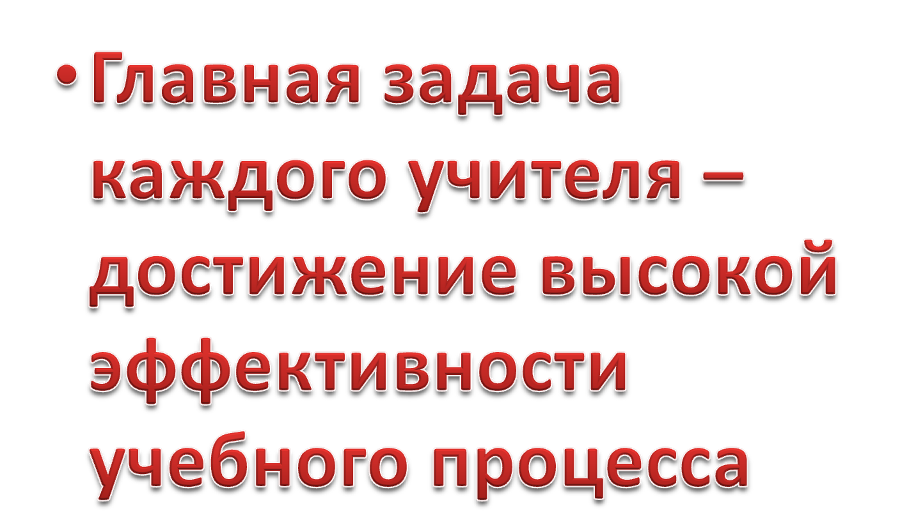 • Главная задача
каждого учителя –
достижение высокой
эффективности
учебного процесса